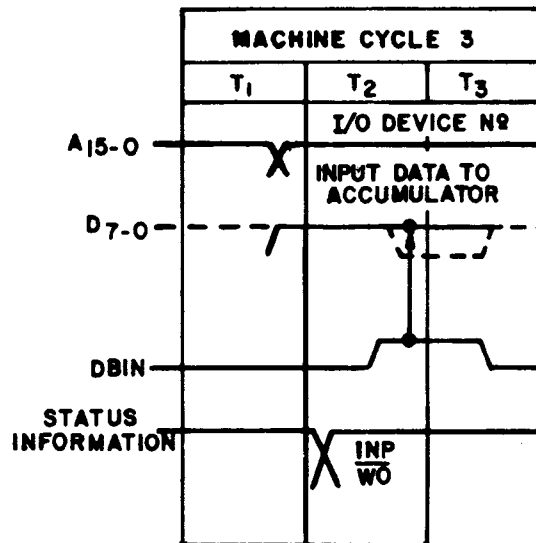 MACHINE CYCLE 3
T1 T2 T3
I/O DEVICE Nº
A15-0
INPUT DATA TO
ACCUMULATOR
D7-0
DBIN
STATUS
INFORMATION
INP
W̅O̅